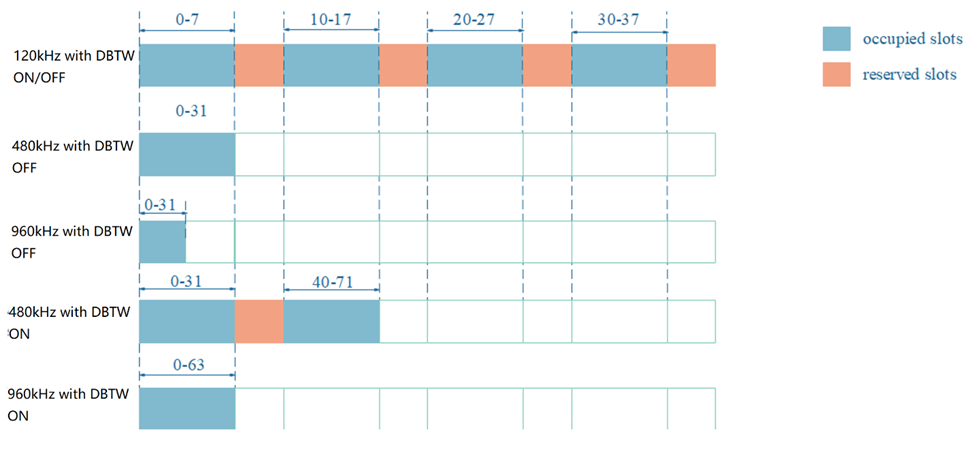 0-7 10-17 20-27 30-37
occupied slots
120kHz with DBTW
ON/OFF
reserved slots
0-31
480kHz with DBTW
OFF
0-31
960kHz with DBTW
OFF
0-31 40-71
480kHz with DBTW
ON
0-63
960kHz with DBTW
ON